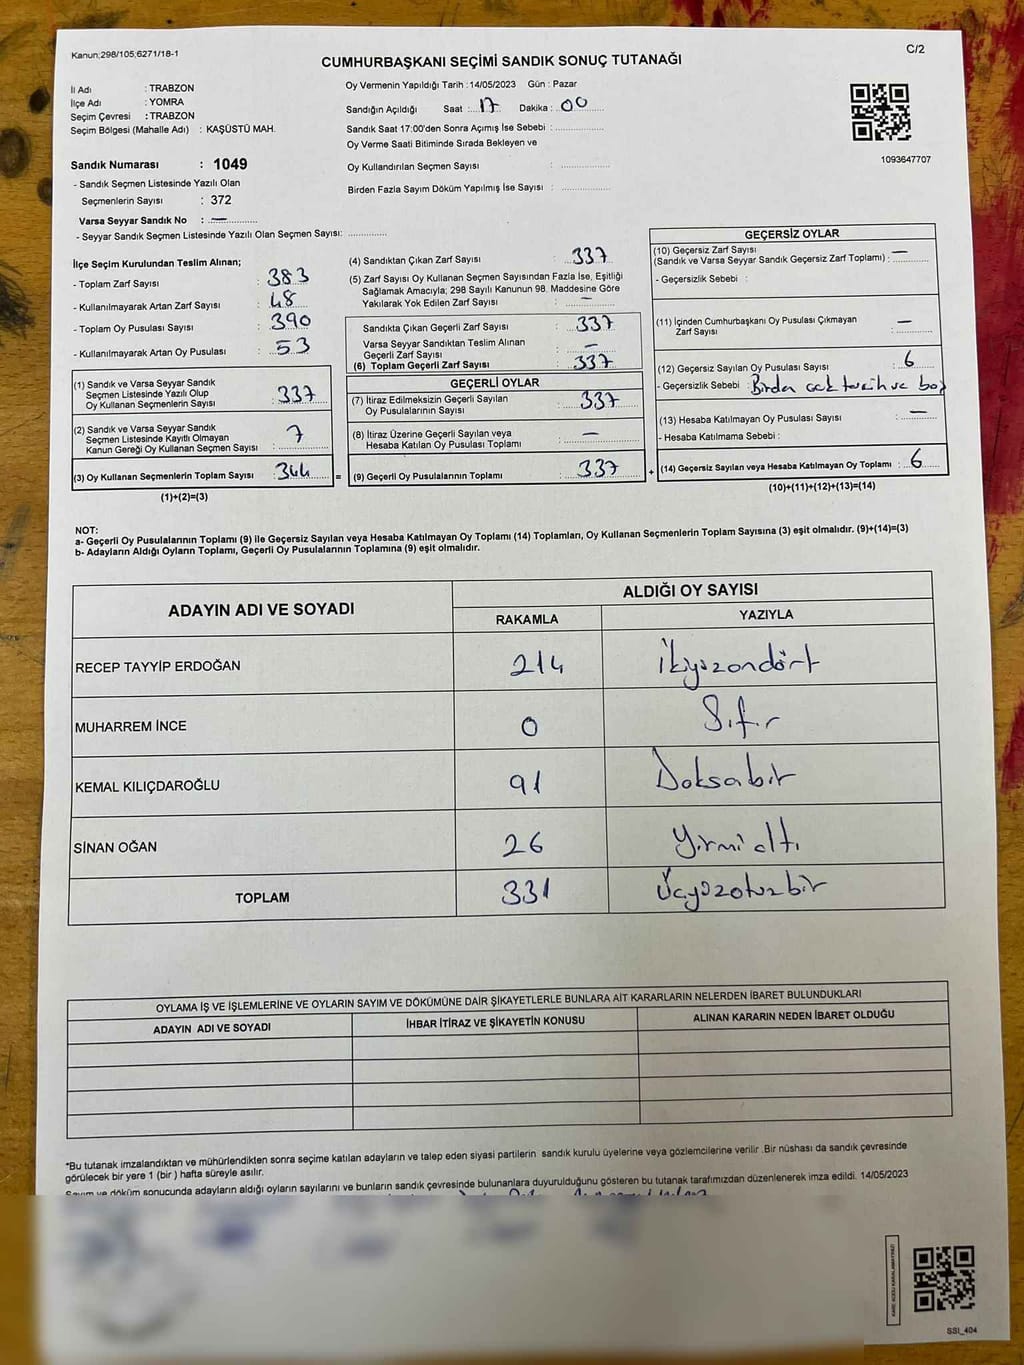 Kanun;298/105;6271/18-1
C/2
CUMHURBAŞKANI SEÇİMİ SANDIK SONUÇ TUTANAĞI
İl Adı : TRABZON
İlçe Adı : YOMRA
Seçim Çevresi : TRABZON
Seçim Bölgesi (Mahalle Adı) : KAŞÜSTÜ MAH.
Oy Vermenin Yapıldığı Tarih :14/05/2023 Gün : Pazar
Sandığın Açıldığı Saat : 17 Dakika : 00
Sandık Saat 17:00'den Sonra Açımış İse Sebebi :
Oy Verme Saati Bitiminde Sırada Bekleyen ve
Oy Kullandırılan Seçmen Sayısı :
Birden Fazla Sayım Döküm Yapılmış İse Sayısı :
1093647707
Sandık Numarası : 1049
- Sandık Seçmen Listesinde Yazılı Olan
Seçmenlerin Sayısı : 372
Varsa Seyyar Sandık No : —
- Seyyar Sandık Seçmen Listesinde Yazılı Olan Seçmen Sayısı:
İlçe Seçim Kurulundan Teslim Alınan;
- Toplam Zarf Sayısı : 383
- Kullanılmayarak Artan Zarf Sayısı : 48
- Toplam Oy Pusulası Sayısı : 390
- Kullanılmayarak Artan Oy Pusulası : 53
(1) Sandık ve Varsa Seyyar Sandık
Seçmen Listesinde Yazılı Olup
Oy Kullanan Seçmenlerin Sayısı : 337
(2) Sandık ve Varsa Seyyar Sandık
Seçmen Listesinde Kayıtlı Olmayan
Kanun Gereği Oy Kullanan Seçmen Sayısı : 7
(3) Oy Kullanan Seçmenlerin Toplam Sayısı : 344
(1)+(2)=(3)
(4) Sandıktan Çıkan Zarf Sayısı : 337
(5) Zarf Sayısı Oy Kullanan Seçmen Sayısından Fazla İse, Eşitliği
Sağlamak Amacıyla; 298 Sayılı Kanunun 98. Maddesine Göre
Yakılarak Yok Edilen Zarf Sayısı : —
Sandıkta Çıkan Geçerli Zarf Sayısı : 337
Varsa Seyyar Sandıktan Teslim Alınan
Geçerli Zarf Sayısı : —
(6) Toplam Geçerli Zarf Sayısı : 337
GEÇERLİ OYLAR
(7) İtiraz Edilmeksizin Geçerli Sayılan
Oy Pusulalarının Sayısı : 337
(8) İtiraz Üzerine Geçerli Sayılan veya
Hesaba Katılan Oy Pusulası Toplamı : —
= (9) Geçerli Oy Pusulalarının Toplamı : 337
GEÇERSİZ OYLAR
(10) Geçersiz Zarf Sayısı
(Sandık ve Varsa Seyyar Sandık Geçersiz Zarf Toplamı) : —
- Geçersizlik Sebebi :
(11) İçinden Cumhurbaşkanı Oy Pusulası Çıkmayan
Zarf Sayısı : —
(12) Geçersiz Sayılan Oy Pusulası Sayısı : 6
- Geçersizlik Sebebi : Birden çok tercih ve boş
(13) Hesaba Katılmayan Oy Pusulası Sayısı : —
- Hesaba Katılmama Sebebi :
+ (14) Geçersiz Sayılan veya Hesaba Katılmayan Oy Toplamı : 6
(10)+(11)+(12)+(13)=(14)
NOT:
a- Geçerli Oy Pusulalarının Toplamı (9) ile Geçersiz Sayılan veya Hesaba Katılmayan Oy Toplamı (14) Toplamları, Oy Kullanan Seçmenlerin Toplam Sayısına (3) eşit olmalıdır. (9)+(14)=(3)
b- Adayların Aldığı Oyların Toplamı, Geçerli Oy Pusulalarının Toplamına (9) eşit olmalıdır.
ADAYIN ADI VE SOYADI
ALDIĞI OY SAYISI
RAKAMLA YAZIYLA
RECEP TAYYİP ERDOĞAN 214 İkiyüzondört
MUHARREM İNCE 0 Sıfır
KEMAL KILIÇDAROĞLU 91 Doksabir
SİNAN OĞAN 26 Yirmialtı
TOPLAM 331 Üçyüzotuzbir
OYLAMA İŞ VE İŞLEMLERİNE VE OYLARIN SAYIM VE DÖKÜMÜNE DAİR ŞİKAYETLERLE BUNLARA AİT KARARLARIN NELERDEN İBARET BULUNDUKLARI
ADAYIN ADI VE SOYADI İHBAR İTİRAZ VE ŞİKAYETİN KONUSU ALINAN KARARIN NEDEN İBARET OLDUĞU
*Bu tutanak imzalandıktan ve mühürlendikten sonra seçime katılan adayların ve talep eden siyasi partilerin sandık kurulu üyelerine veya gözlemcilerine verilir .Bir nüshası da sandık çevresinde
görülecek bir yere 1 (bir ) hafta süreyle asılır.
Sayım ve döküm sonucunda adayların aldığı oyların sayılarını ve bunların sandık çevresinde bulunanlara duyurulduğunu gösteren bu tutanak tarafımızdan düzenlenerek imza edildi. 14/05/2023
KARE KODU KARALAMAYINIZ!
SSI_404